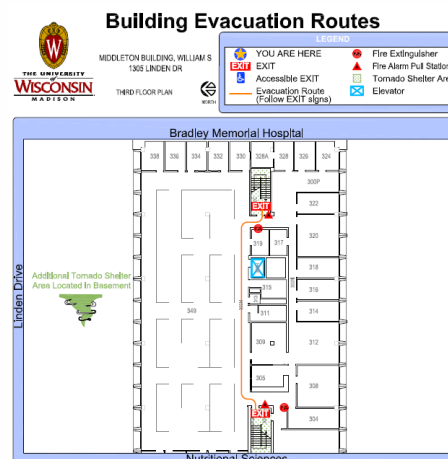 Building Evacuation Routes
THE UNIVERSITY
of
WISCONSIN
MADISON
MIDDLETON BUILDING, WILLIAM S
1305 LINDEN DR
THIRD FLOOR PLAN
NORTH
LEGEND
YOU ARE HERE
EXIT EXIT
Accessible EXIT
Evacuation Route
(Follow EXIT signs)
Fire Extinguisher
Fire Alarm Pull Station
Tornado Shelter Area
Elevator
Bradley Memorial Hospital
338 336 334 332 330 328A 328 326 324
300P
322
EXIT
320
319 317
318
316
315
314
311
312
309
349
305
308
304
EXIT
Linden Drive
Additional Tornado Shelter
Area Located In Basement
Nutritional Sciences